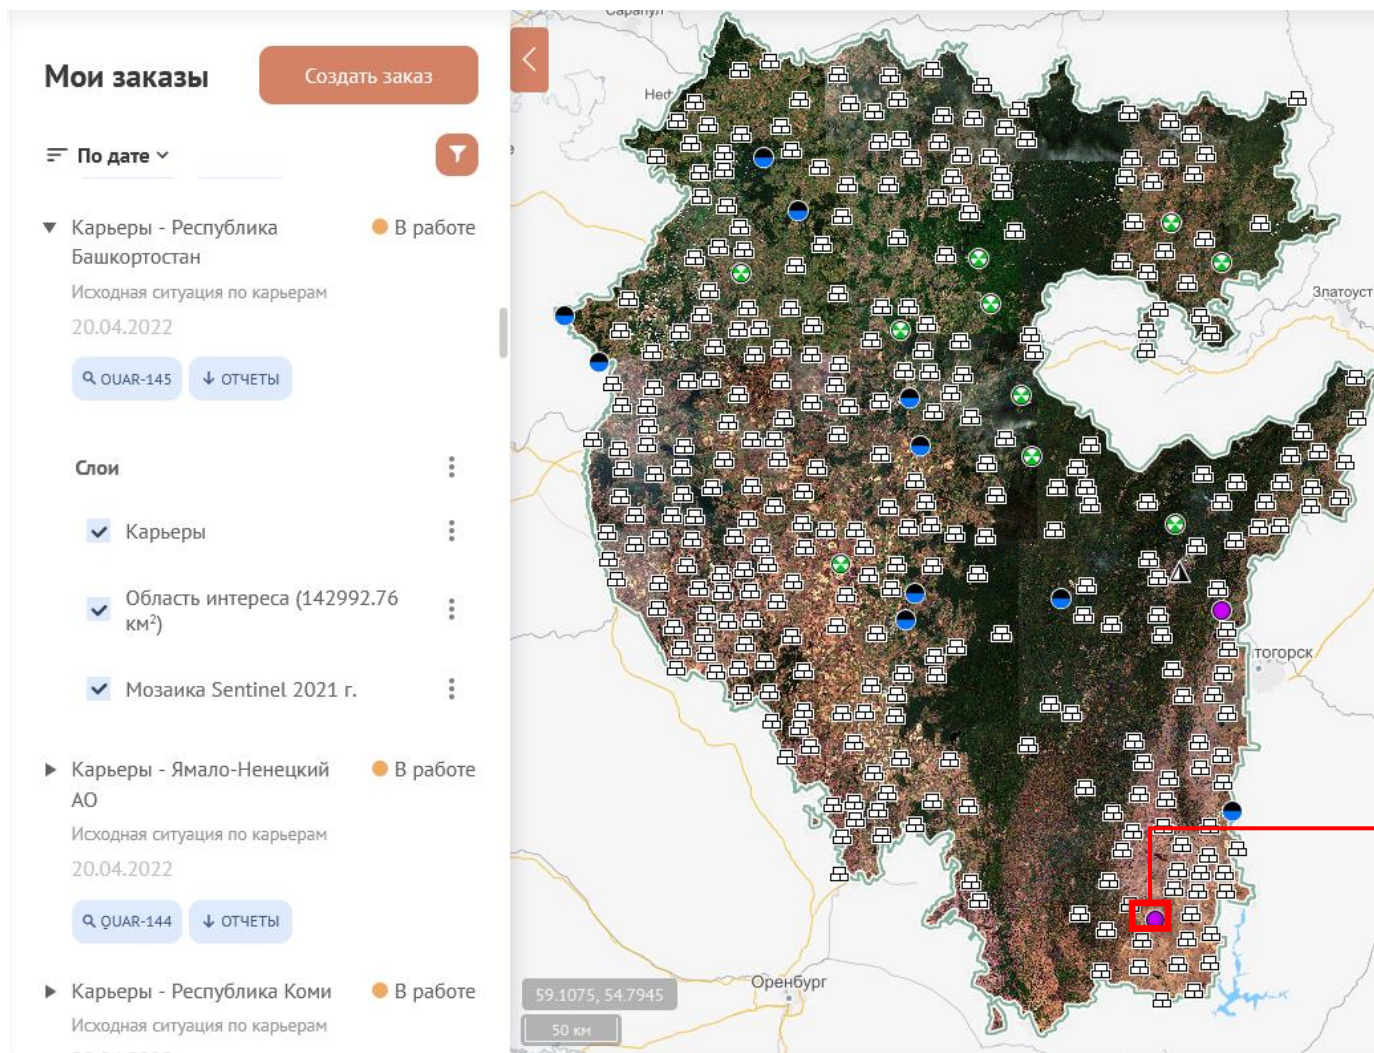 Мои заказы
Создать заказ
По дате
Карьеры - Республика
Башкортостан
В работе
Исходная ситуация по карьерам
20.04.2022
OUAR-145
ОТЧЕТЫ
Слои
Карьеры
Область интереса (142992.76
км²)
Мозаика Sentinel 2021 г.
Карьеры - Ямало-Ненецкий
АО
В работе
Исходная ситуация по карьерам
20.04.2022
QUAR-144
ОТЧЕТЫ
Карьеры - Республика Коми
В работе
Исходная ситуация по карьерам
Сарапул
Неф
Златоуст
тогорск
Оренбург
59.1075, 54.7945
50 км